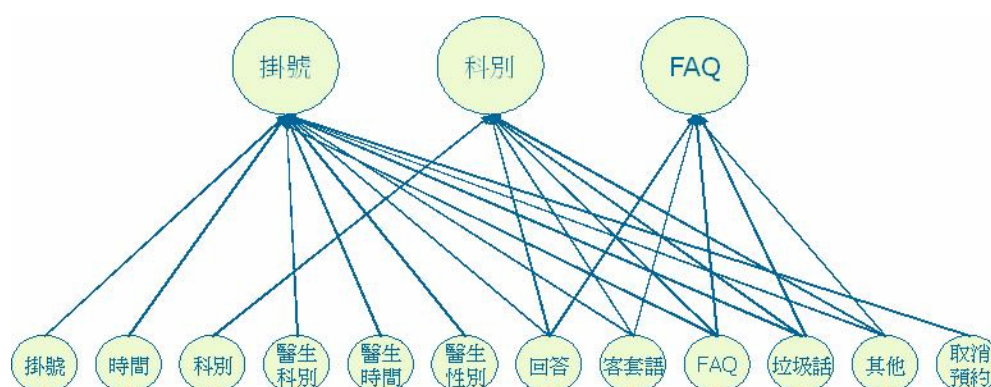 掛號
科別
FAQ
掛號
時間
科別
醫生
科別
醫生
時間
醫生
性別
回答
客套語
FAQ
垃圾話
其他
取消
預約